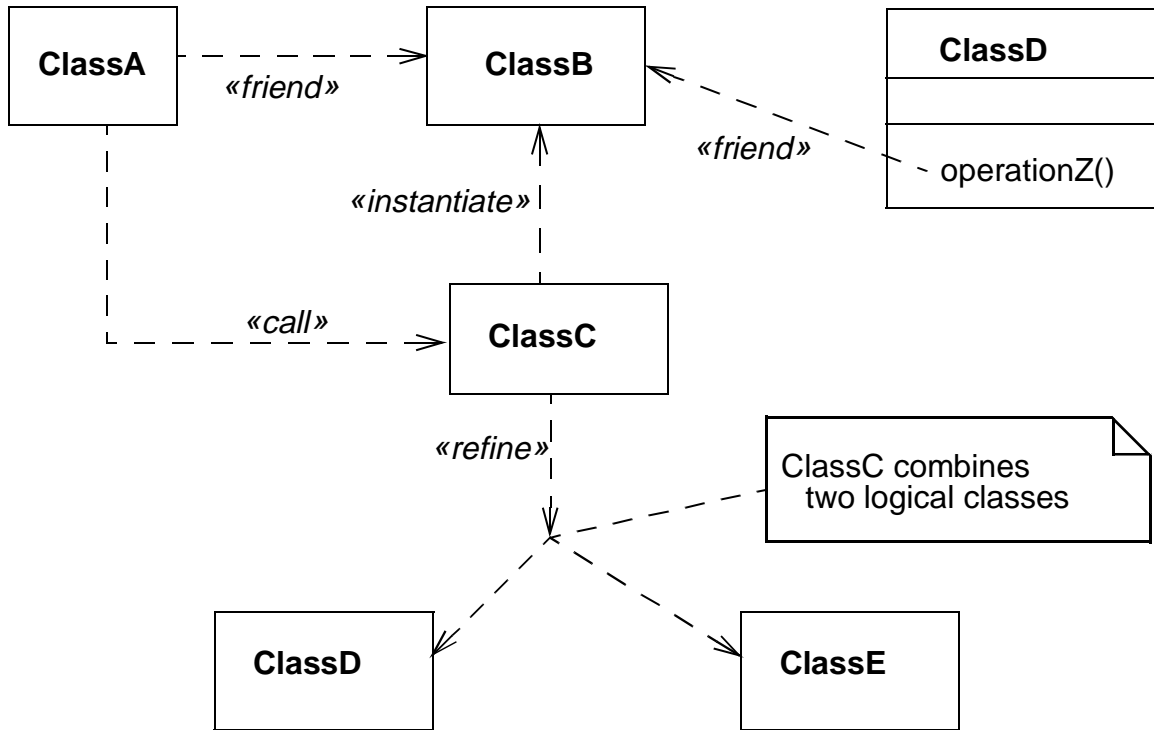 ClassA
«friend»
ClassB
ClassD
«friend»
operationZ()
«instantiate»
«call»
ClassC
«refine»
ClassC combines
two logical classes
ClassD
ClassE